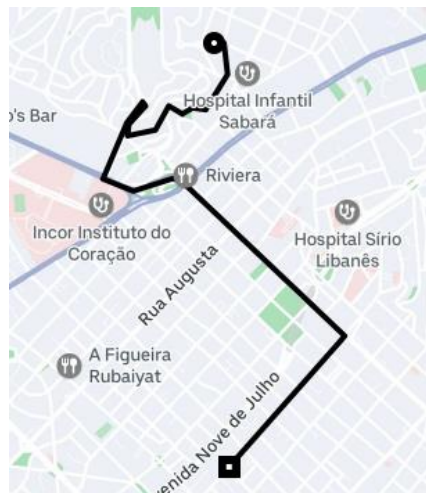 Hospital Infantil
Sabará
o's Bar
Riviera
Incor Instituto do
Coração
Hospital Sírio
Libanês
Rua Augusta
A Figueira
Rubaiyat
venida Nove de Julho